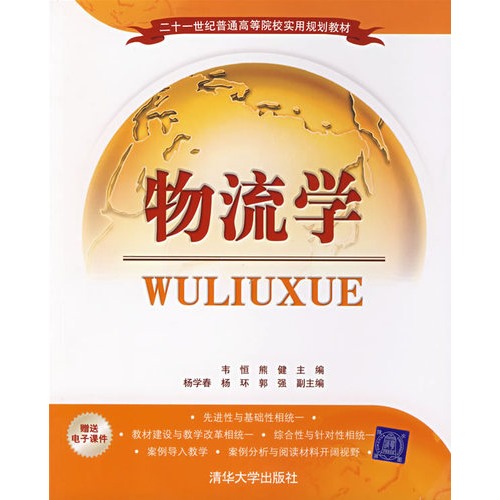 二十一世纪普通高等院校实用规划教材
物流学
WULIUXUE
韦 恒 熊 健 主 编
杨学春 杨 环 郭 强 副主编
赠送
电子课件
· 先进性与基础性相统一 ·
· 教材建设与教学改革相统一 · 综合性与针对性相统一
· 案例导入教学 · 案例分析与阅读材料开阔视野
清华大学出版社